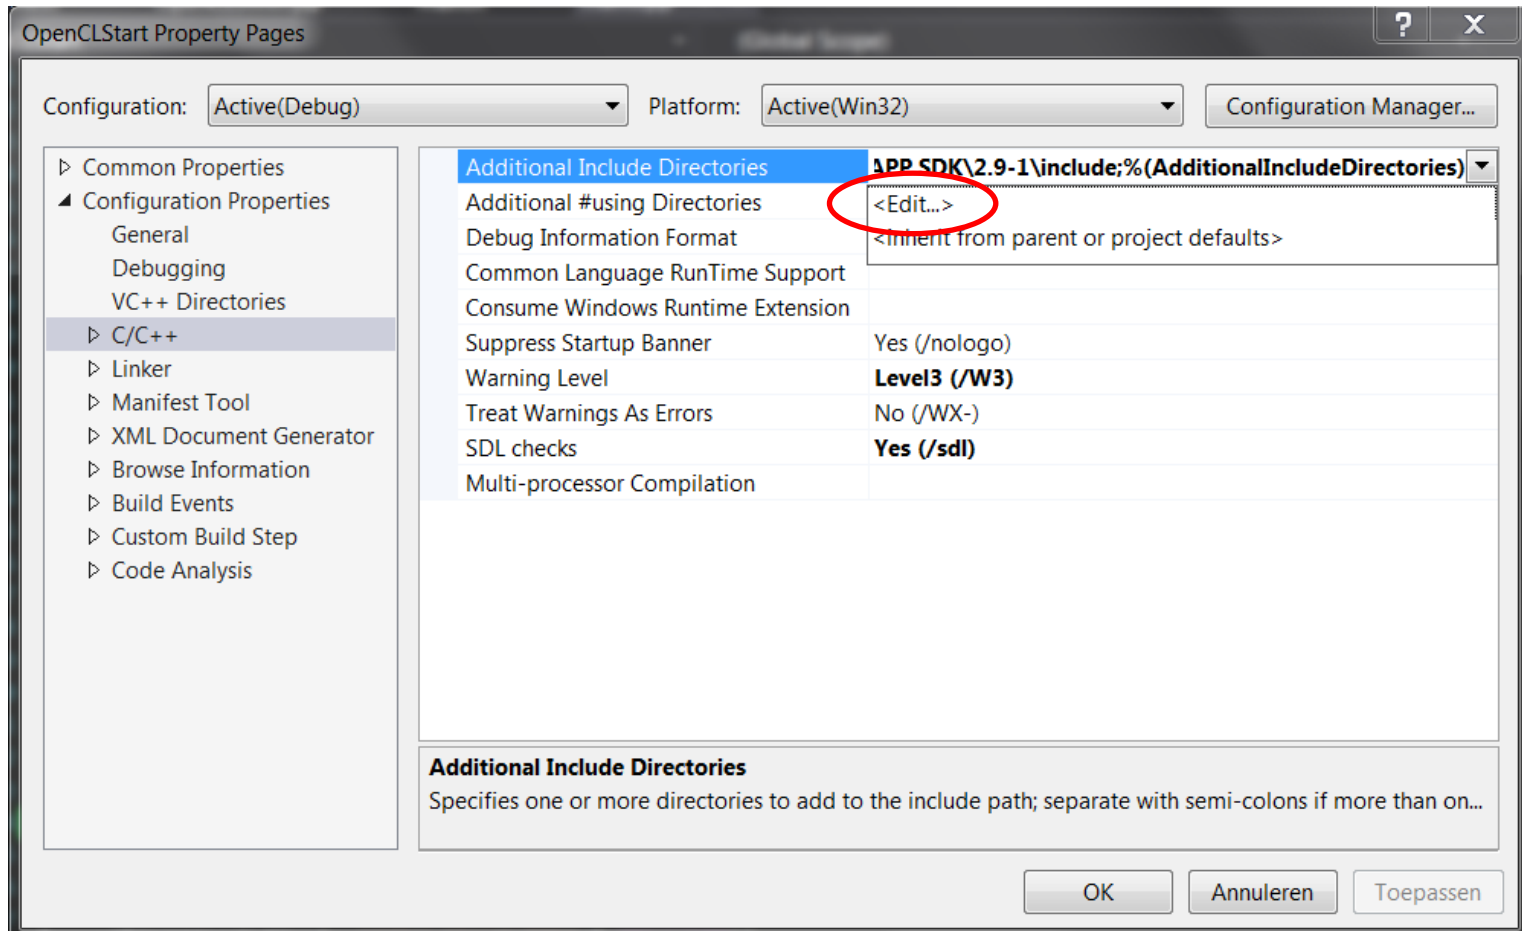 OpenCLStart Property Pages
(Global Scope)
? X
Configuration: Active(Debug) Platform: Active(Win32) Configuration Manager...
Common Properties
Configuration Properties
General
Debugging
VC++ Directories
C/C++
Linker
Manifest Tool
XML Document Generator
Browse Information
Build Events
Custom Build Step
Code Analysis
Additional Include Directories APP SDK\2.9-1\include;%(AdditionalIncludeDirectories)
Additional #using Directories <Edit...>
Debug Information Format <inherit from parent or project defaults>
Common Language RunTime Support
Consume Windows Runtime Extension
Suppress Startup Banner Yes (/nologo)
Warning Level Level3 (/W3)
Treat Warnings As Errors No (/WX-)
SDL checks Yes (/sdl)
Multi-processor Compilation
Additional Include Directories
Specifies one or more directories to add to the include path; separate with semi-colons if more than on...
OK Annuleren Toepassen